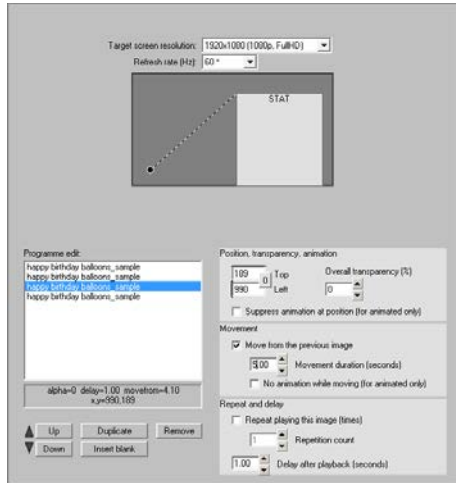 Target screen resolution: 1920x1080 (1080p, FullHD)
Refresh rate (Hz): 60 *
STAT
Programme edit:
happy birthday balloons_sample
happy birthday balloons_sample
happy birthday balloons_sample
happy birthday balloons_sample
alpha=0 delay=1.00 movefrom=4.10
x,y=990,189
Up
Duplicate
Remove
Down
Insert blank
Position, transparency, animation
189 Top
0
990 Left
Overall transparency (%)
0
Suppress animation at position (for animated only)
Movement
Move from the previous image
5.00 Movement duration (seconds)
No animation while moving (for animated only)
Repeat and delay
Repeat playing this image (times)
1 Repetition count
1.00 Delay after playback (seconds)